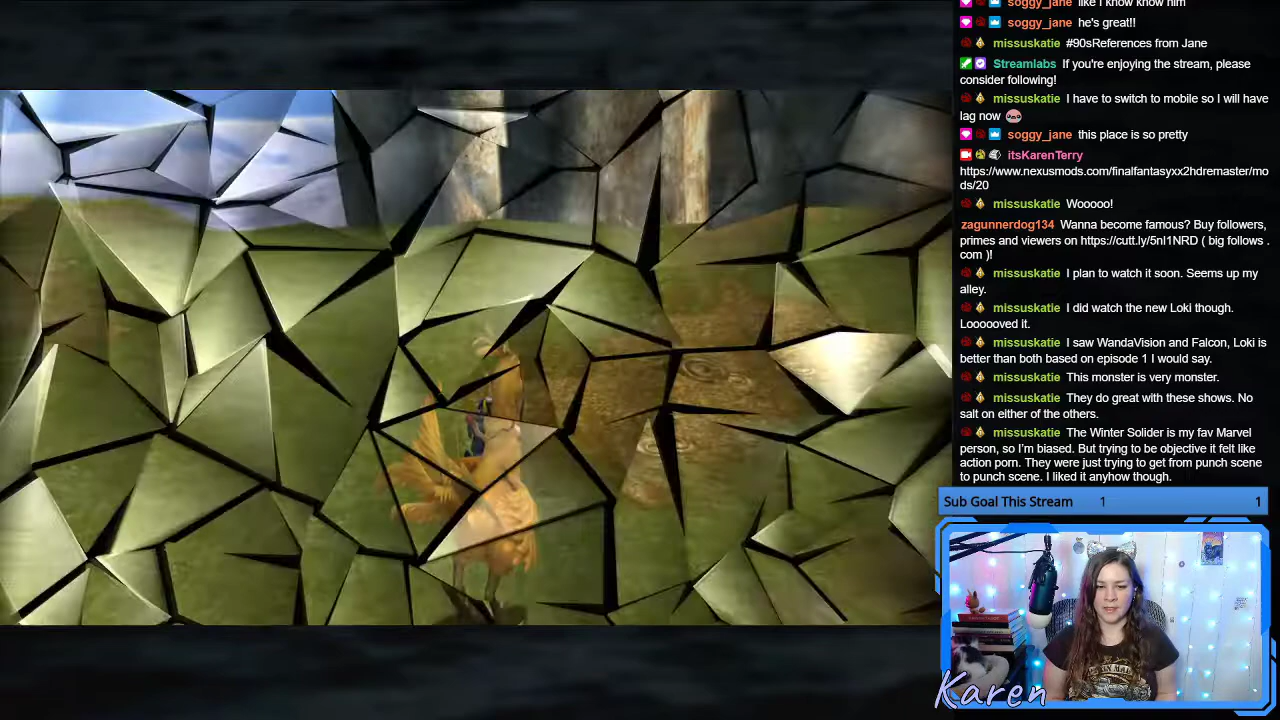 soggy_jane like I know know him
soggy_jane he's great!!
missuskatie #90sReferences from Jane
Streamlabs If you're enjoying the stream, please
consider following!
missuskatie I have to switch to mobile so I will have
lag now
soggy_jane this place is so pretty
itsKarenTerry
https://www.nexusmods.com/finalfantasyxx2hdremaster/mo
ds/20
missuskatie Wooooo!
zagunnerdog134 Wanna become famous? Buy followers,
primes and viewers on https://cutt.ly/5nl1NRD ( big follows .
com )!
missuskatie I plan to watch it soon. Seems up my
alley.
missuskatie I did watch the new Loki though.
Loooooved it.
missuskatie I saw WandaVision and Falcon, Loki is
better than both based on episode 1 I would say.
missuskatie This monster is very monster.
missuskatie They do great with these shows. No
salt on either of the others.
missuskatie The Winter Solider is my fav Marvel
person, so I'm biased. But trying to be objective it felt like
action porn. They were just trying to get from punch scene
to punch scene. I liked it anyhow though.
Sub Goal This Stream 1 1
Karen